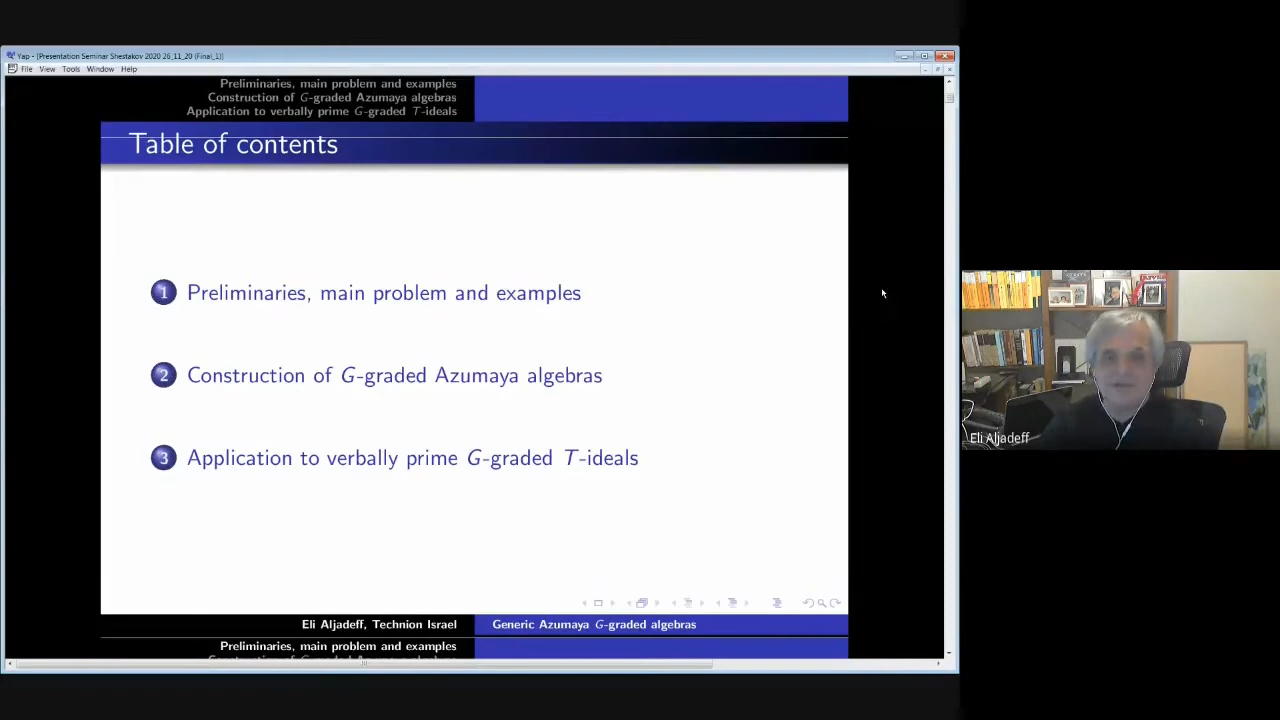 Yap - [Presentation Seminar Shestakov 2020 26_11_20 (Final_1)]
File View Tools Window Help
Preliminaries, main problem and examples
Construction of G-graded Azumaya algebras
Application to verbally prime G-graded T-ideals
Table of contents
1 Preliminaries, main problem and examples
2 Construction of G-graded Azumaya algebras
3 Application to verbally prime G-graded T-ideals
Eli Aljadeff
Eli Aljadeff, Technion Israel Generic Azumaya G-graded algebras
Preliminaries, main problem and examples